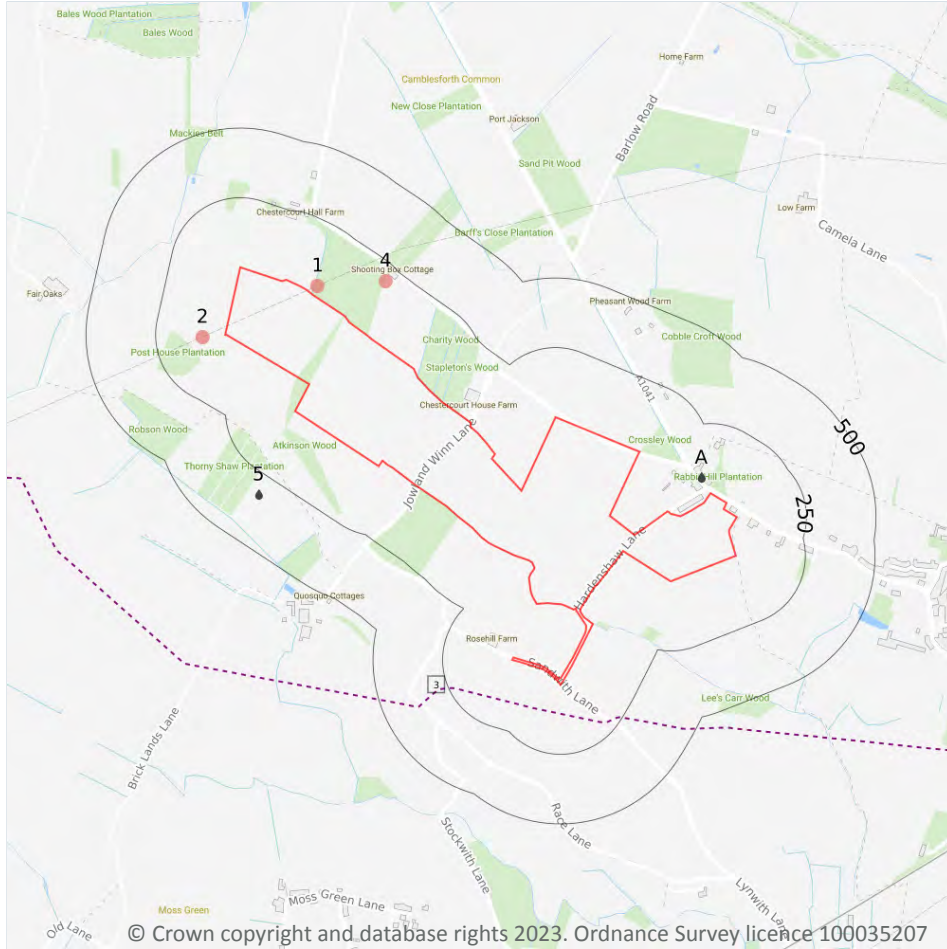 Bales Wood Plantation
Bales Wood
Home Farm
Camblesforth Common
New Close Plantation
Port Jackson
Barlow Road
Mackies Belt
Sand Pit Wood
Low Farm
Chestercourt Hall Farm
Camela Lane
Barff's Close Plantation
1
4
Shooting Box Cottage
Fair Oaks
Pheasant Wood Farm
2
Cobble Croft Wood
Charity Wood
Post House Plantation
Stapleton's Wood
A1041
Chestercourt House Farm
Robson Wood
500
Crossley Wood
Atkinson Wood
Jowland Winn Lane
A
Thorny Shaw Plantation
5
Rabbit Hill Plantation
250
Hardenshaw Lane
Quosquo Cottages
Rosehill Farm
Sandwith Lane
3
Lee's Carr Wood
Brick Lands Lane
Race Lane
Stockwith Lane
Lynwith Lane
Moss Green Lane
Moss Green
Old Lane
© Crown copyright and database rights 2023. Ordnance Survey licence 100035207